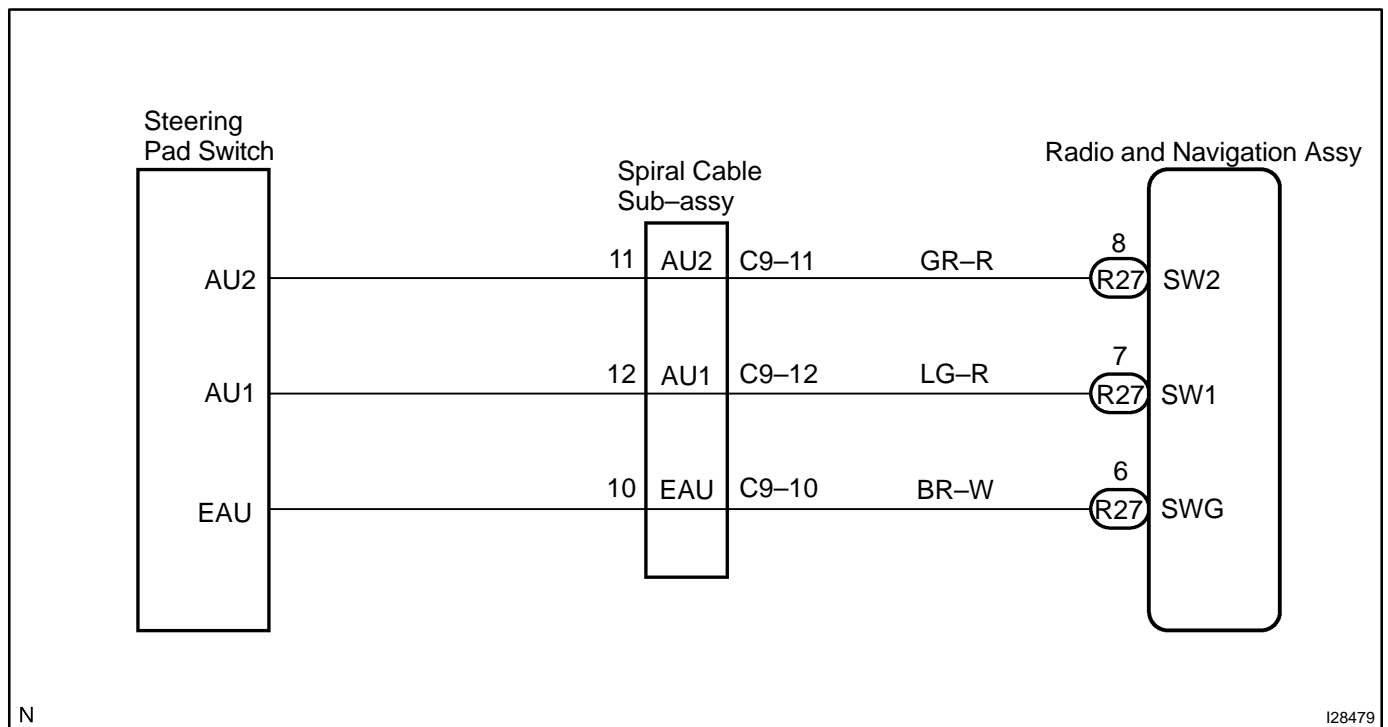 Steering
Pad Switch
Spiral Cable
Sub–assy
Radio and Navigation Assy
8
AU2
11
AU2
C9–11
GR–R
R27
SW2
7
AU1
12
AU1
C9–12
LG–R
R27
SW1
6
EAU
10
EAU
C9–10
BR–W
R27
SWG
N
I28479